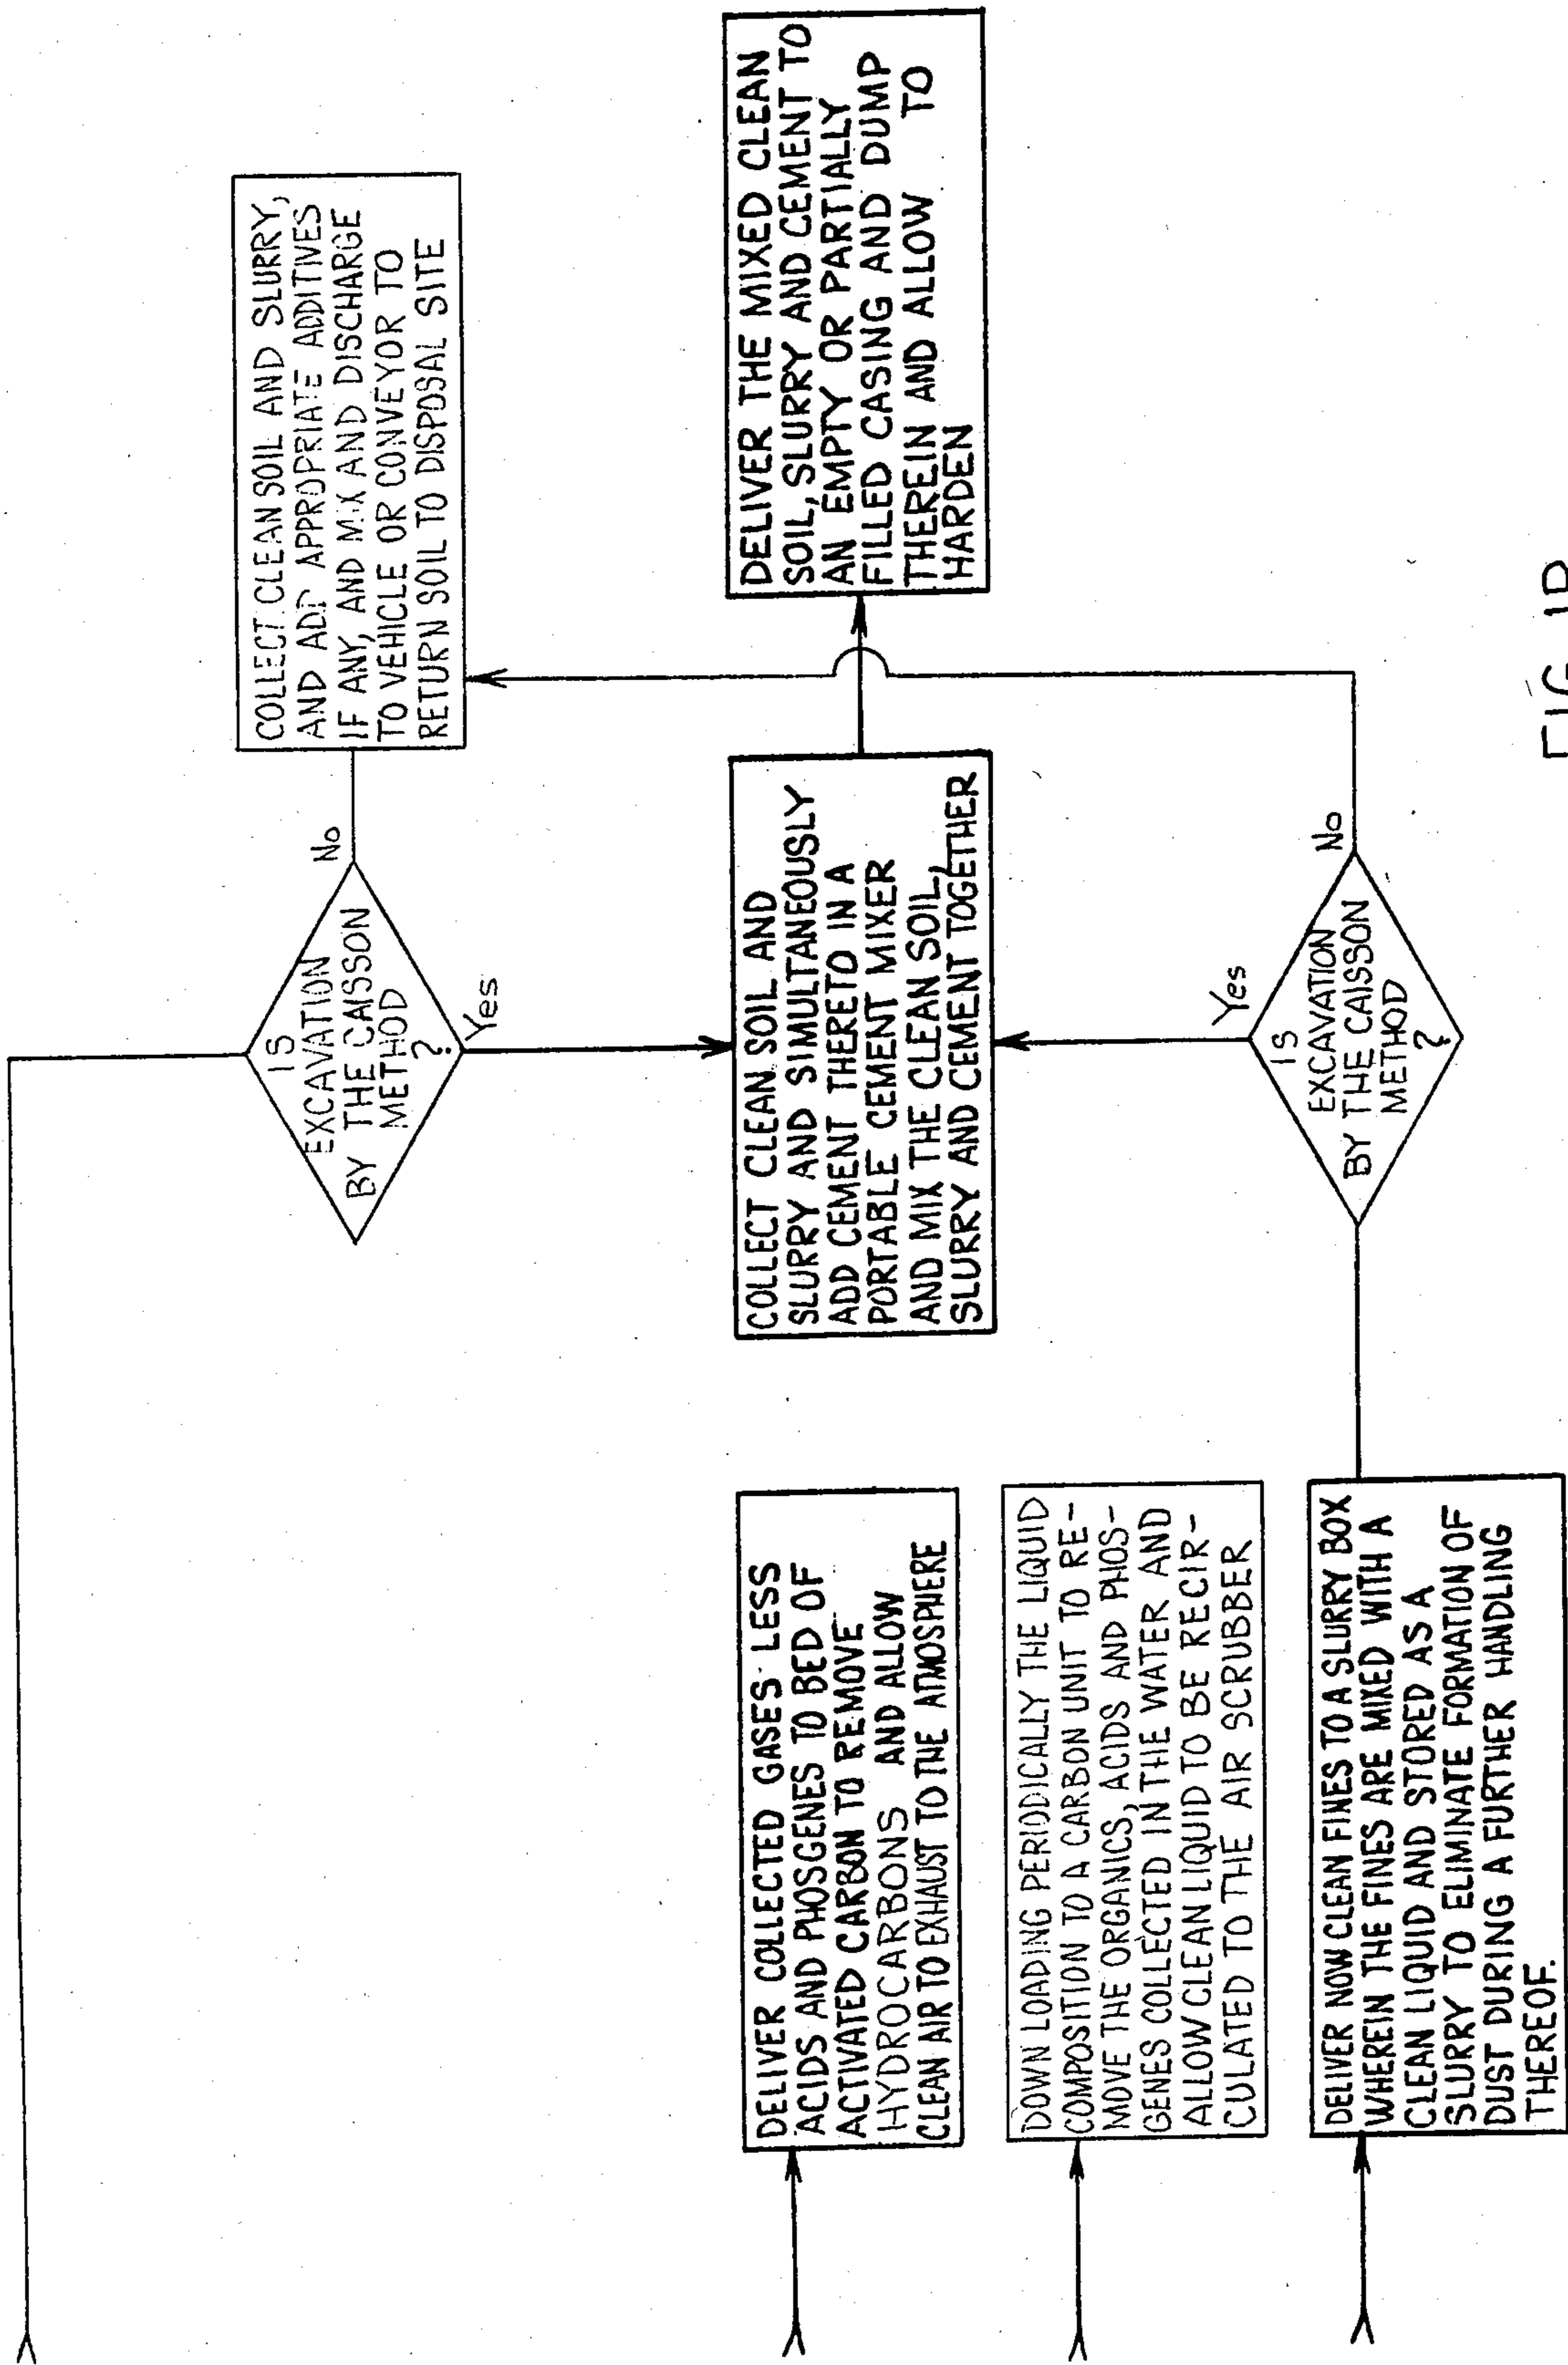 COLLECT CLEAN SOIL AND SLURRY,
AND ADD APPROPRIATE ADDITIVES
IF ANY, AND MIX AND DISCHARGE
TO VEHICLE OR CONVEYOR TO
RETURN SOIL TO DISPOSAL SITE
IS
EXCAVATION
BY THE CAISSON
METHOD
?
No
Yes
DELIVER COLLECTED GASES LESS
ACIDS AND PHOSGENES TO BED OF
ACTIVATED CARBON TO REMOVE
HYDROCARBONS AND ALLOW
CLEAN AIR TO EXHAUST TO THE ATMOSPHERE
COLLECT CLEAN SOIL AND
SLURRY AND SIMULTANEOUSLY
ADD CEMENT THERETO IN A
PORTABLE CEMENT MIXER
AND MIX THE CLEAN SOIL,
SLURRY AND CEMENT TOGETHER
DELIVER THE MIXED CLEAN
SOIL, SLURRY AND CEMENT TO
AN EMPTY OR PARTIALLY
FILLED CASING AND DUMP
THEREIN AND ALLOW TO
HARDEN
DOWN LOADING PERIODICALLY THE LIQUID
COMPOSITION TO A CARBON UNIT TO RE-
MOVE THE ORGANICS, ACIDS AND PHOS-
GENES COLLECTED IN THE WATER AND
ALLOW CLEAN LIQUID TO BE RECIR-
CULATED TO THE AIR SCRUBBER
DELIVER NOW CLEAN FINES TO A SLURRY BOX
WHEREIN THE FINES ARE MIXED WITH A
CLEAN LIQUID AND STORED AS A
SLURRY TO ELIMINATE FORMATION OF
DUST DURING A FURTHER HANDLING
THEREOF.
Yes
IS
EXCAVATION
BY THE CAISSON
METHOD
?
No
FIG.